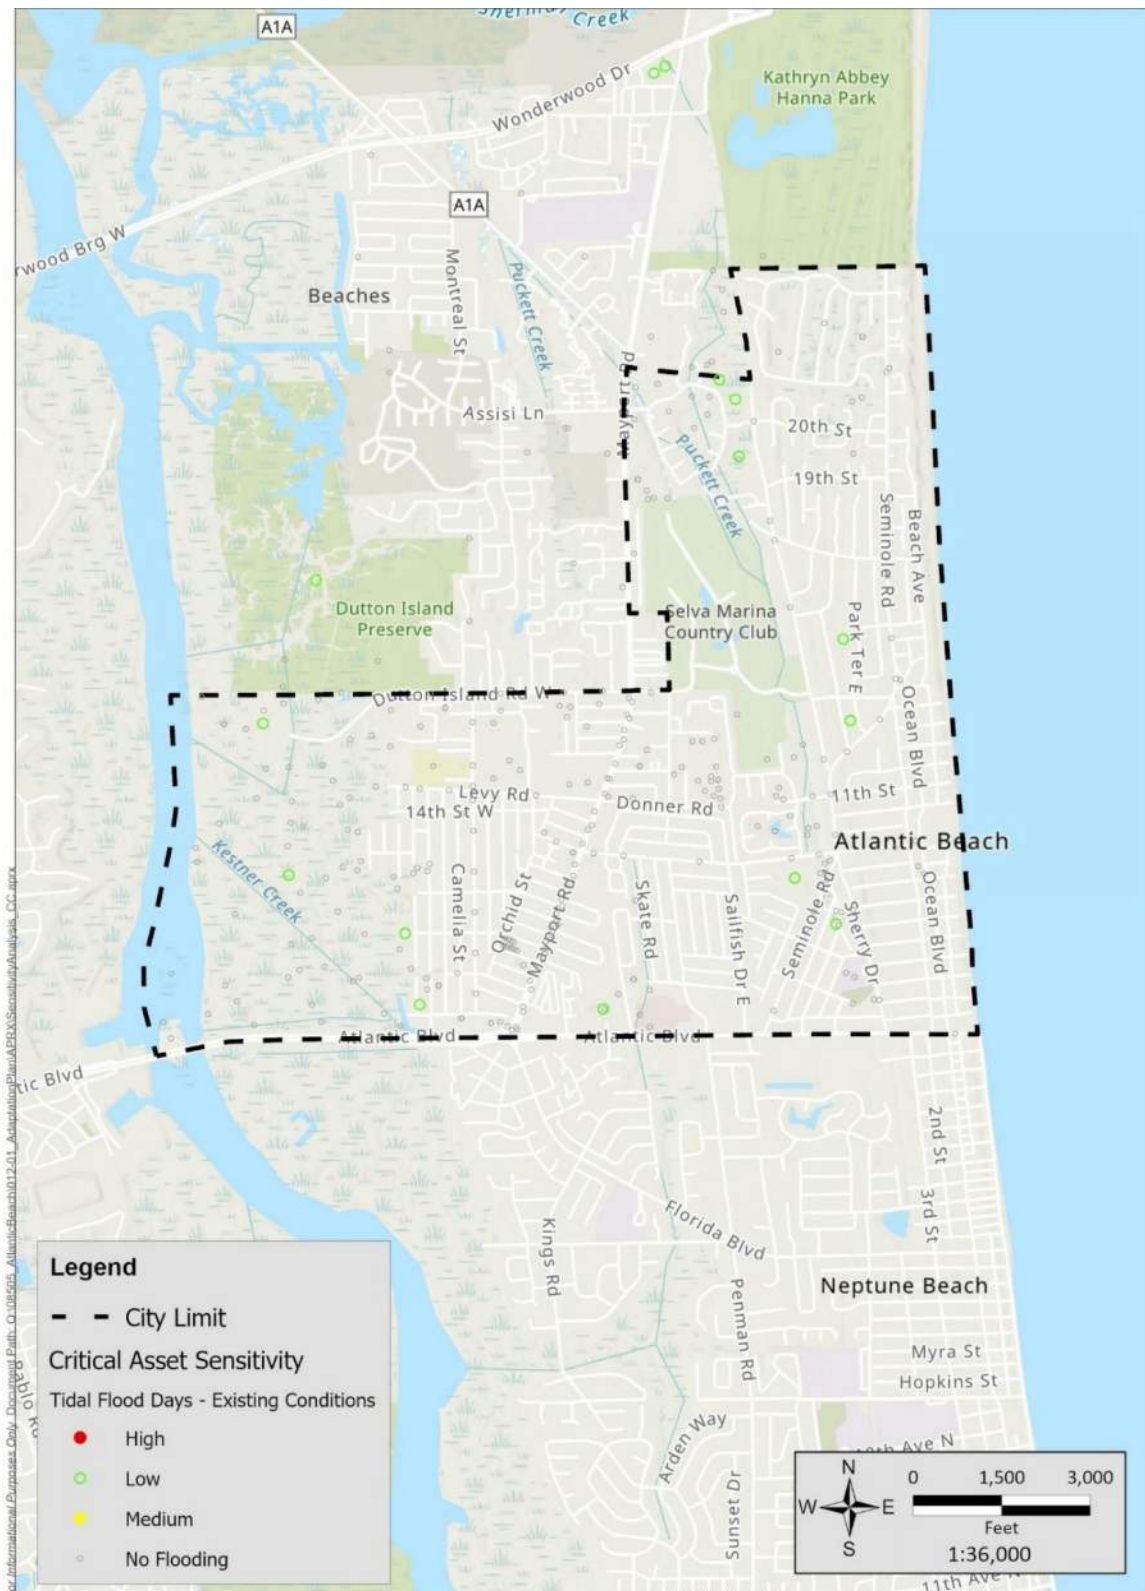 Sherman
Creek
A1A
Kathryn Abbey
Hanna Park
Wonderwood Dr
A1A
rwood Brg W
Beaches
Montreal St
Puckett Creek
Mayport Rd
Assisi Ln
20th St
Puckett Creek
19th St
Seminole Rd
Beach Ave
Dutton Island
Preserve
Selva Marina
Country Club
Park Ter E
Dutton Island Rd W
Ocean Blvd
Levy Rd
14th St W
Donner Rd
11th St
Atlantic Beach
Kestner Creek
Camelia St
Orchid St
Mayport Rd
Skate Rd
Sailfish Dr E
Seminole Rd
Sherry Dr
Ocean Blvd
Atlantic Blvd
Atlantic Blvd
tic Blvd
2nd St
3rd St
Florida Blvd
Kings Rd
Penman Rd
Neptune Beach
Myra St
Hopkins St
Arden Way
Sunset Dr
11th Ave N
Legend
City Limit
Critical Asset Sensitivity
Tidal Flood Days - Existing Conditions
High
Low
Medium
No Flooding
N
W
E
S
0 1,500 3,000
Feet
1:36,000